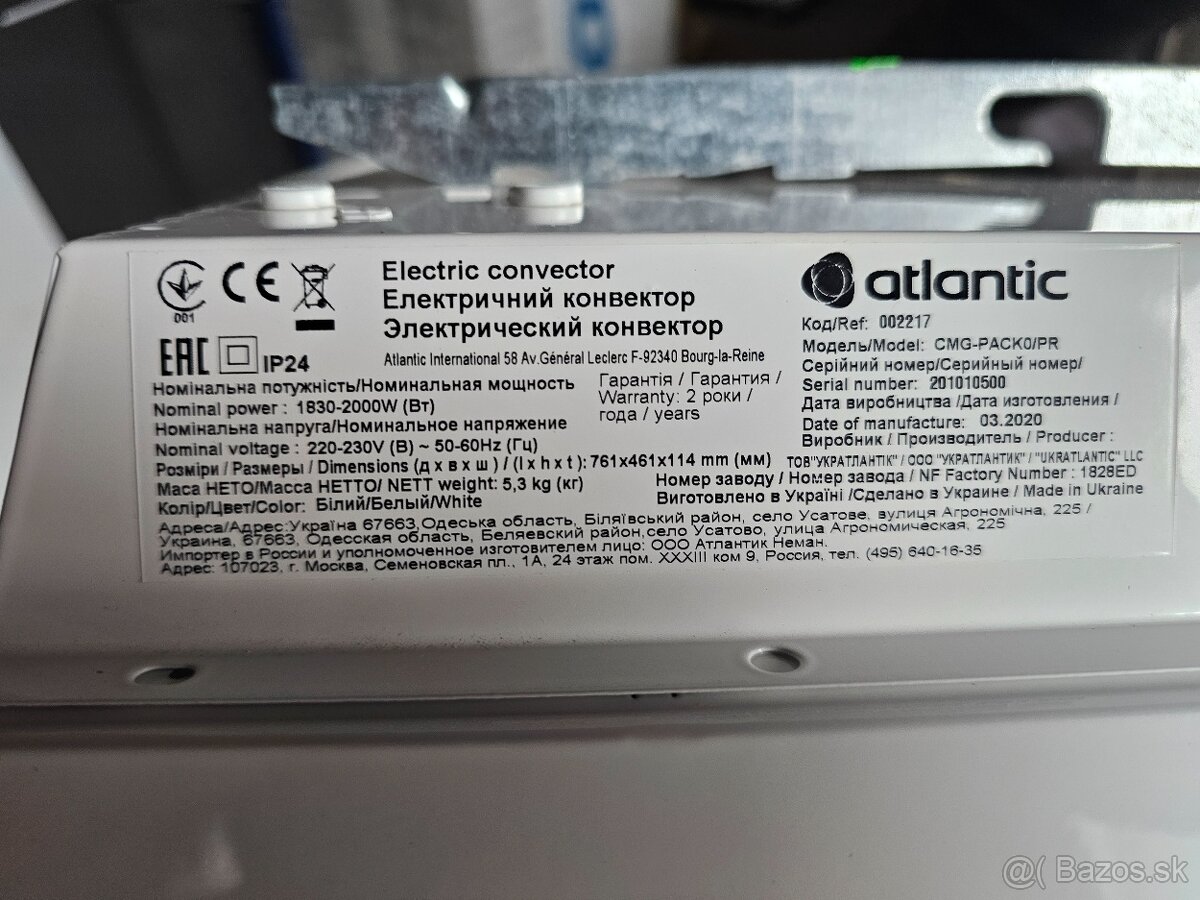 001
CE
EAC
IP24
Electric convector
Електричний конвектор
Электрический конвектор
Atlantic International 58 Av.Général Leclerc F-92340 Bourg-la-Reine
Номінальна потужність/Номинальная мощность
Nominal power : 1830-2000W (Вт)
Номінальна напруга/Номинальное напряжение
Nominal voltage : 220-230V (В) ~ 50-60Hz (Гц)
Розміри / Размеры / Dimensions (д х в х ш) / (l x h x t) : 761x461x114 mm (мм)
Маса НЕТО/Масса НЕТТО/ NETT weight: 5,3 kg (кг)
Колір/Цвет/Color: Білий/Белый/White
Гарантія / Гарантия /
Warranty: 2 роки /
года / years
atlantic
Код/Ref: 002217
Модель/Model: CMG-PACK0/PR
Серійний номер/Серийный номер/
Serial number: 201010500
Дата виробництва /Дата изготовления /
Date of manufacture: 03.2020
Виробник / Производитель / Producer :
ТОВ"УКРАТЛАНТІК" / ООО "УКРАТЛАНТИК" / "UKRATLANTIC" LLC
Номер заводу / Номер завода / NF Factory Number : 1828ED
Виготовлено в Україні /Сделано в Украине / Made in Ukraine
Адреса/Адрес:Україна 67663,Одеська область, Біляївський район, село Усатове, вулиця Агрономічна, 225 /
Украина, 67663, Одесская область, Беляевский район,село Усатово, улица Агрономическая, 225
Импортер в России и уполномоченное изготовителем лицо: ООО Атлантик Неман.
Адрес: 107023, г. Москва, Семеновская пл., 1А, 24 этаж пом. XXXIII ком 9, Россия, тел. (495) 640-16-35
@( Bazos.sk